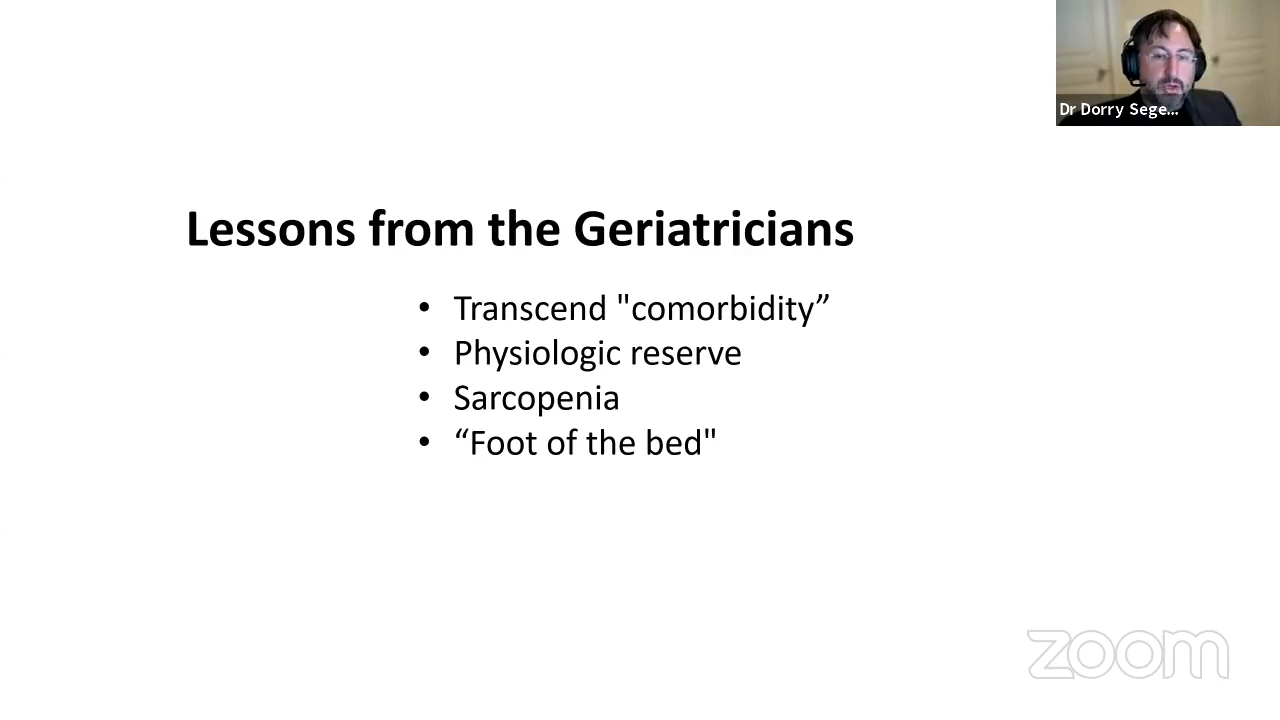 Dr Dorry Sege...
Lessons from the Geriatricians
• Transcend "comorbidity”
• Physiologic reserve
• Sarcopenia
• “Foot of the bed"
zoom